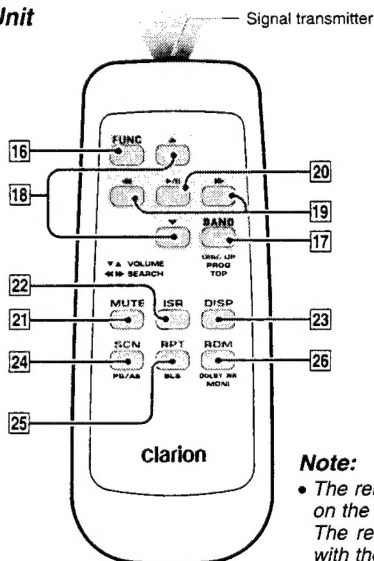 Unit
Signal transmitter
16
FUNC
20
18
19
BAND
17
DISC UP
PROG
TOP
VOLUME
SEARCH
22
MUTE ISR DISP
21
23
SCN RPT RDM
24
26
PS/AS BLS DOLBY NR
MONI
25
clarion
Note:
• The re
on the
The re
with the